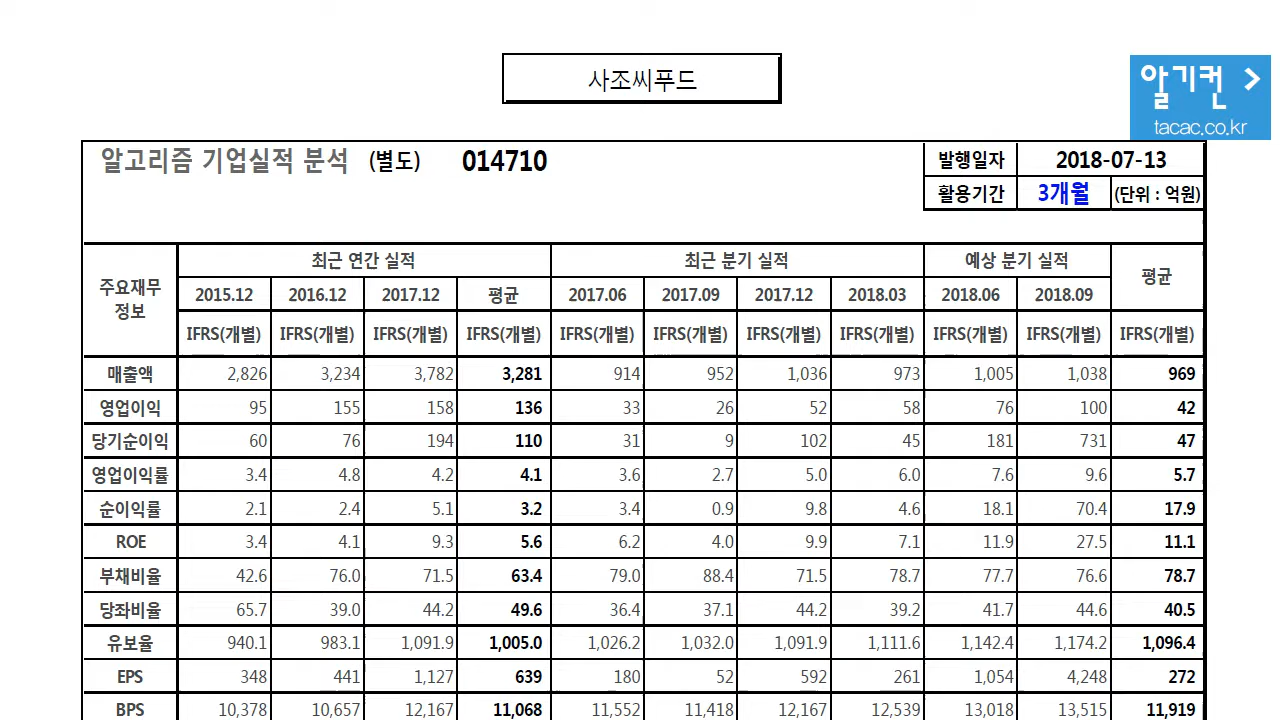 사조씨푸드
알기컨 >
tacac.co.kr
알고리즘 기업실적 분석 (별도) 014710
발행일자 2018-07-13
활용기간 3개월 (단위 : 억원)
주요재무 정보 최근 연간 실적 최근 분기 실적 예상 분기 실적 평균
2015.12 2016.12 2017.12 평균 2017.06 2017.09 2017.12 2018.03 2018.06 2018.09
IFRS(개별) IFRS(개별) IFRS(개별) IFRS(개별) IFRS(개별) IFRS(개별) IFRS(개별) IFRS(개별) IFRS(개별) IFRS(개별) IFRS(개별)
매출액 2,826 3,234 3,782 3,281 914 952 1,036 973 1,005 1,038 969
영업이익 95 155 158 136 33 26 52 58 76 100 42
당기순이익 60 76 194 110 31 9 102 45 181 731 47
영업이익률 3.4 4.8 4.2 4.1 3.6 2.7 5.0 6.0 7.6 9.6 5.7
순이익률 2.1 2.4 5.1 3.2 3.4 0.9 9.8 4.6 18.1 70.4 17.9
ROE 3.4 4.1 9.3 5.6 6.2 4.0 9.9 7.1 11.9 27.5 11.1
부채비율 42.6 76.0 71.5 63.4 79.0 88.4 71.5 78.7 77.7 76.6 78.7
당좌비율 65.7 39.0 44.2 49.6 36.4 37.1 44.2 39.2 41.7 44.6 40.5
유보율 940.1 983.1 1,091.9 1,005.0 1,026.2 1,032.0 1,091.9 1,111.6 1,142.4 1,174.2 1,096.4
EPS 348 441 1,127 639 180 52 592 261 1,054 4,248 272
BPS 10,378 10,657 12,167 11,068 11,552 11,418 12,167 12,539 13,018 13,515 11,919